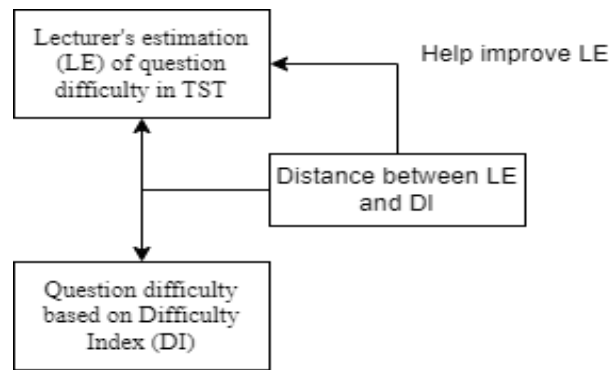 Lecturer's estimation
(LE) of question
difficulty in TST
Help improve LE
Distance between LE
and DI
Question difficulty
based on Difficulty
Index (DI)